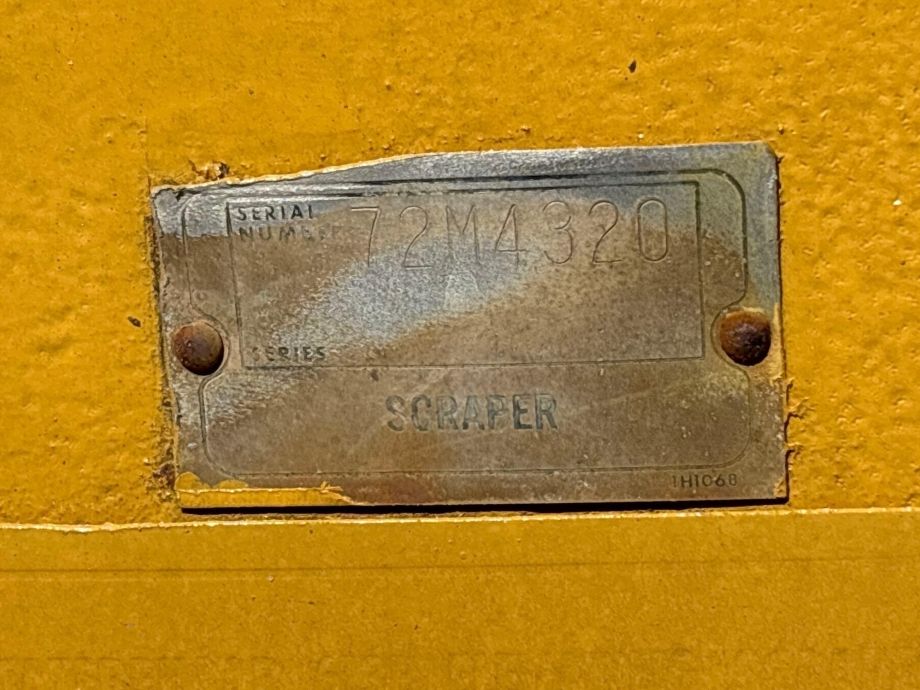 SERIAL
NUMBER 72M4320
SERIES
SCRAPER
1H1068